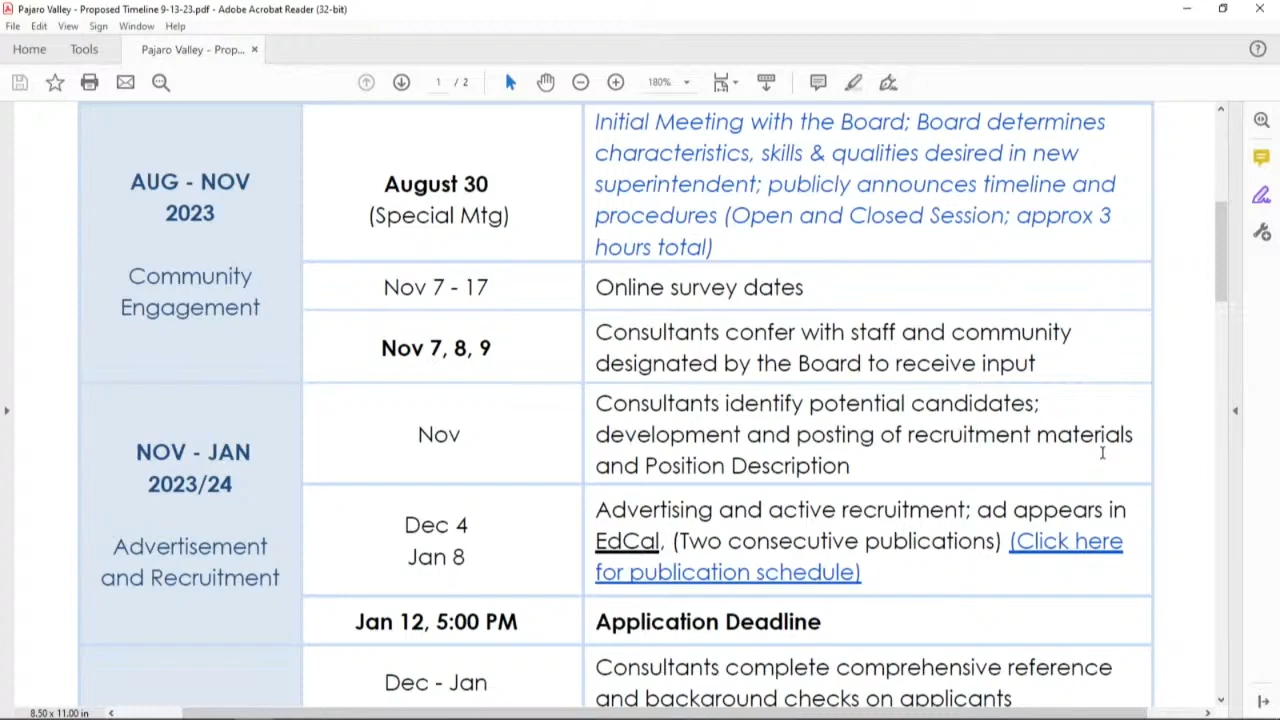 Pajaro Valley - Proposed Timeline 9-13-23.pdf - Adobe Acrobat Reader (32-bit)
File Edit View Sign Window Help
Home Tools Pajaro Valley - Prop... ×
1 / 2 180%
AUG - NOV
2023
Community
Engagement
August 30
(Special Mtg)
Initial Meeting with the Board; Board determines
characteristics, skills & qualities desired in new
superintendent; publicly announces timeline and
procedures (Open and Closed Session; approx 3
hours total)
Nov 7 - 17
Online survey dates
Nov 7, 8, 9
Consultants confer with staff and community
designated by the Board to receive input
NOV - JAN
2023/24
Advertisement
and Recruitment
Nov
Consultants identify potential candidates;
development and posting of recruitment materials
and Position Description
Dec 4
Jan 8
Advertising and active recruitment; ad appears in
EdCal, (Two consecutive publications) (Click here
for publication schedule)
Jan 12, 5:00 PM
Application Deadline
Dec - Jan
Consultants complete comprehensive reference
and background checks on applicants
8.50 x 11.00 in